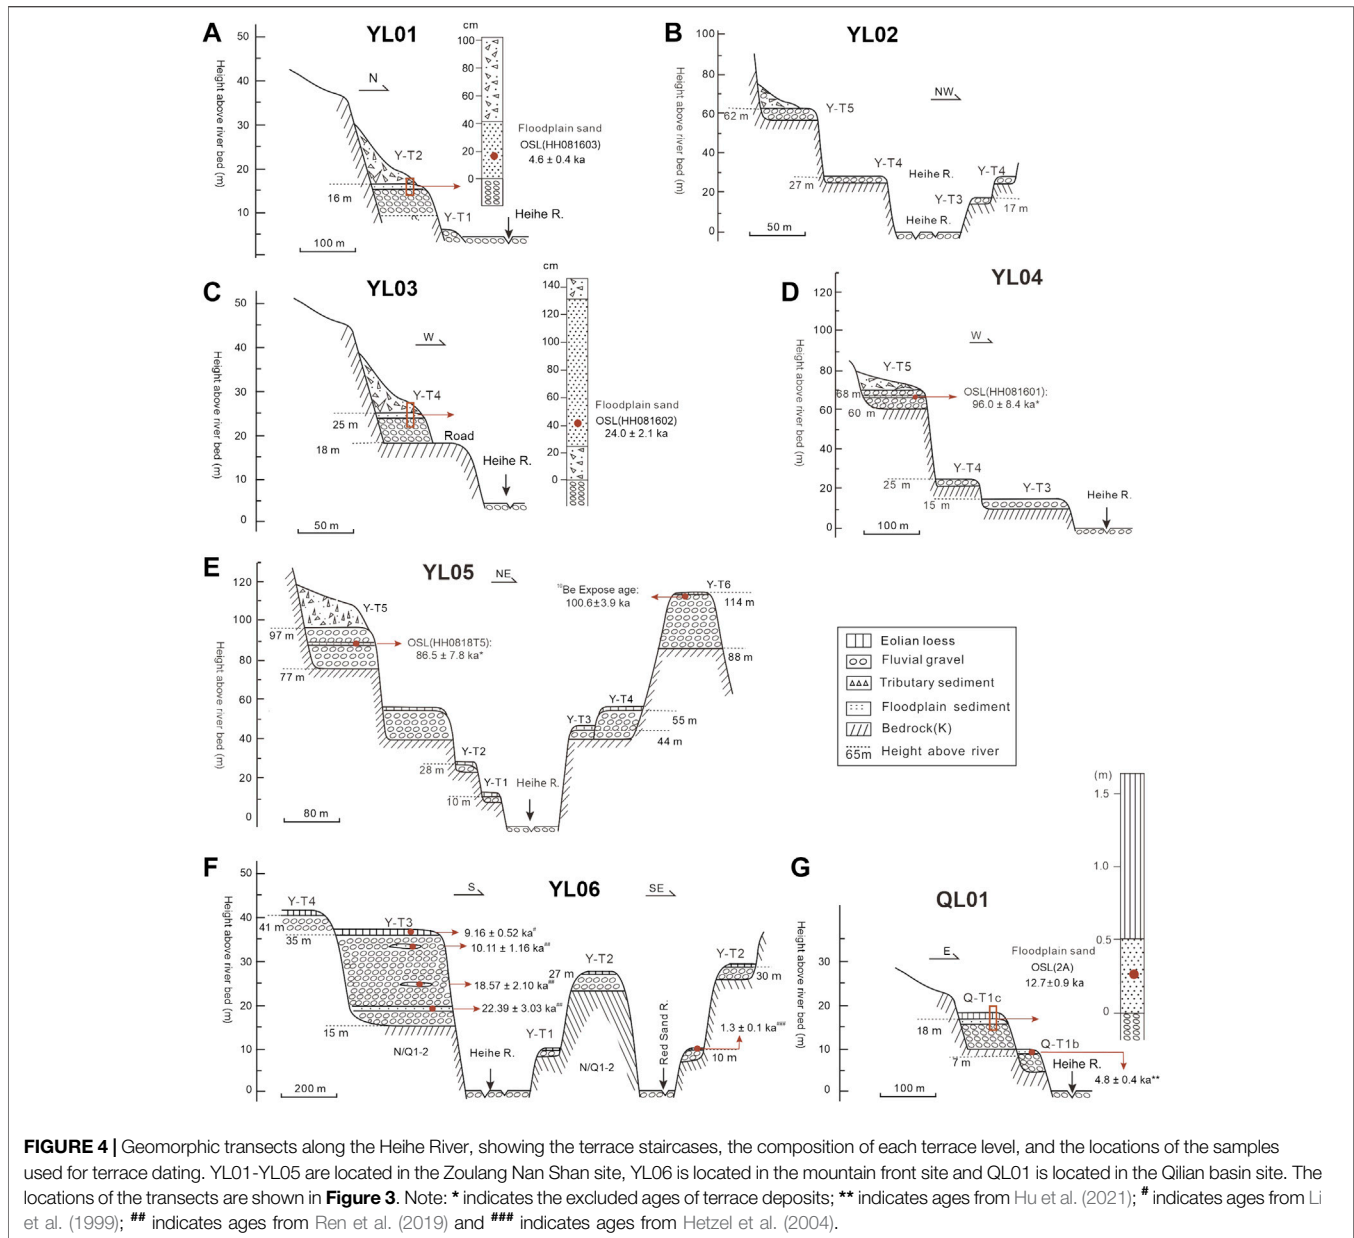 A
YL01
50
40
30
20
10
0
Height above river bed (m)
N
Y-T2
16 m
?
Y-T1
Heihe R.
100 m
cm
100
80
60
40
20
0
Floodplain sand
OSL(HH081603)
4.6 ± 0.4 ka
B
YL02
100
80
60
40
20
0
Height above river bed (m)
NW
62 m
Y-T5
Y-T4
27 m
Heihe R.
Y-T4
Y-T3
17 m
Heihe R.
50 m
C
YL03
50
40
30
20
10
0
Height above river bed (m)
W
Y-T4
25 m
18 m
Road
Heihe R.
50 m
cm
140
120
100
80
60
40
20
0
Floodplain sand
OSL(HH081602)
24.0 ± 2.1 ka
D
YL04
120
100
80
60
40
20
0
Height above river bed (m)
W
Y-T5
68 m
60 m
OSL(HH081601):
96.0 ± 8.4 ka*
Y-T4
25 m
Y-T3
15 m
Heihe R.
100 m
E
YL05
120
100
80
60
40
20
0
Height above river bed (m)
NE
Y-T5
97 m
77 m
OSL(HH0818T5):
86.5 ± 7.8 ka*
10Be Expose age:
100.6±3.9 ka
Y-T6
114 m
88 m
Y-T4
Y-T3
55 m
44 m
Y-T2
28 m
Y-T1
10 m
Heihe R.
80 m
Eolian loess
Fluvial gravel
Tributary sediment
Floodplain sediment
Bedrock(K)
65m Height above river
F
YL06
50
40
30
20
10
0
Height above river bed (m)
S
SE
Y-T4
41 m
35 m
Y-T3
9.16 ± 0.52 ka#
10.11 ± 1.16 ka##
18.57 ± 2.10 ka##
22.39 ± 3.03 ka##
15 m
N/Q1-2
Heihe R.
Y-T1
27 m
Y-T2
N/Q1-2
Red Sand R.
Y-T2
30 m
1.3 ± 0.1 ka###
10 m
200 m
G
QL01
30
20
10
0
Height above river bed (m)
E
Q-T1c
18 m
7 m
Q-T1b
Heihe R.
4.8 ± 0.4 ka**
100 m
(m)
1.5
1.0
0.5
0
Floodplain sand
OSL(2A)
12.7±0.9 ka
FIGURE 4 | Geomorphic transects along the Heihe River, showing the terrace staircases, the composition of each terrace level, and the locations of the samples
used for terrace dating. YL01-YL05 are located in the Zoulang Nan Shan site, YL06 is located in the mountain front site and QL01 is located in the Qilian basin site. The
locations of the transects are shown in Figure 3. Note: * indicates the excluded ages of terrace deposits; ** indicates ages from Hu et al. (2021); # indicates ages from Li
et al. (1999); ## indicates ages from Ren et al. (2019) and ### indicates ages from Hetzel et al. (2004).